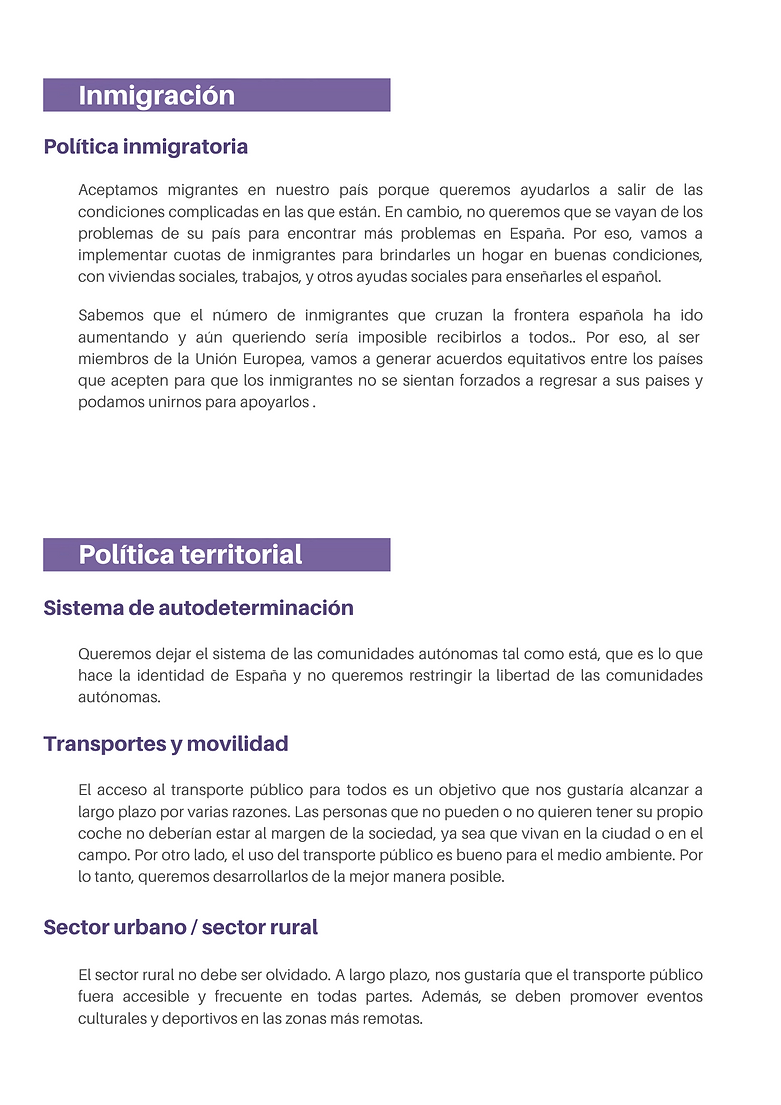 Inmigración
Política inmigratoria
Aceptamos migrantes en nuestro país porque queremos ayudarlos a salir de las
condiciones complicadas en las que están. En cambio, no queremos que se vayan de los
problemas de su país para encontrar más problemas en España. Por eso, vamos a
implementar cuotas de inmigrantes para brindarles un hogar en buenas condiciones,
con viviendas sociales, trabajos, y otros ayudas sociales para enseñarles el español.
Sabemos que el número de inmigrantes que cruzan la frontera española ha ido
aumentando y aún queriendo sería imposible recibirlos a todos.. Por eso, al ser
miembros de la Unión Europea, vamos a generar acuerdos equitativos entre los países
que acepten para que los inmigrantes no se sientan forzados a regresar a sus paises y
podamos unirnos para apoyarlos .
Política territorial
Sistema de autodeterminación
Queremos dejar el sistema de las comunidades autónomas tal como está, que es lo que
hace la identidad de España y no queremos restringir la libertad de las comunidades
autónomas.
Transportes y movilidad
El acceso al transporte público para todos es un objetivo que nos gustaría alcanzar a
largo plazo por varias razones. Las personas que no pueden o no quieren tener su propio
coche no deberían estar al margen de la sociedad, ya sea que vivan en la ciudad o en el
campo. Por otro lado, el uso del transporte público es bueno para el medio ambiente. Por
lo tanto, queremos desarrollarlos de la mejor manera posible.
Sector urbano / sector rural
El sector rural no debe ser olvidado. A largo plazo, nos gustaría que el transporte público
fuera accesible y frecuente en todas partes. Además, se deben promover eventos
culturales y deportivos en las zonas más remotas.